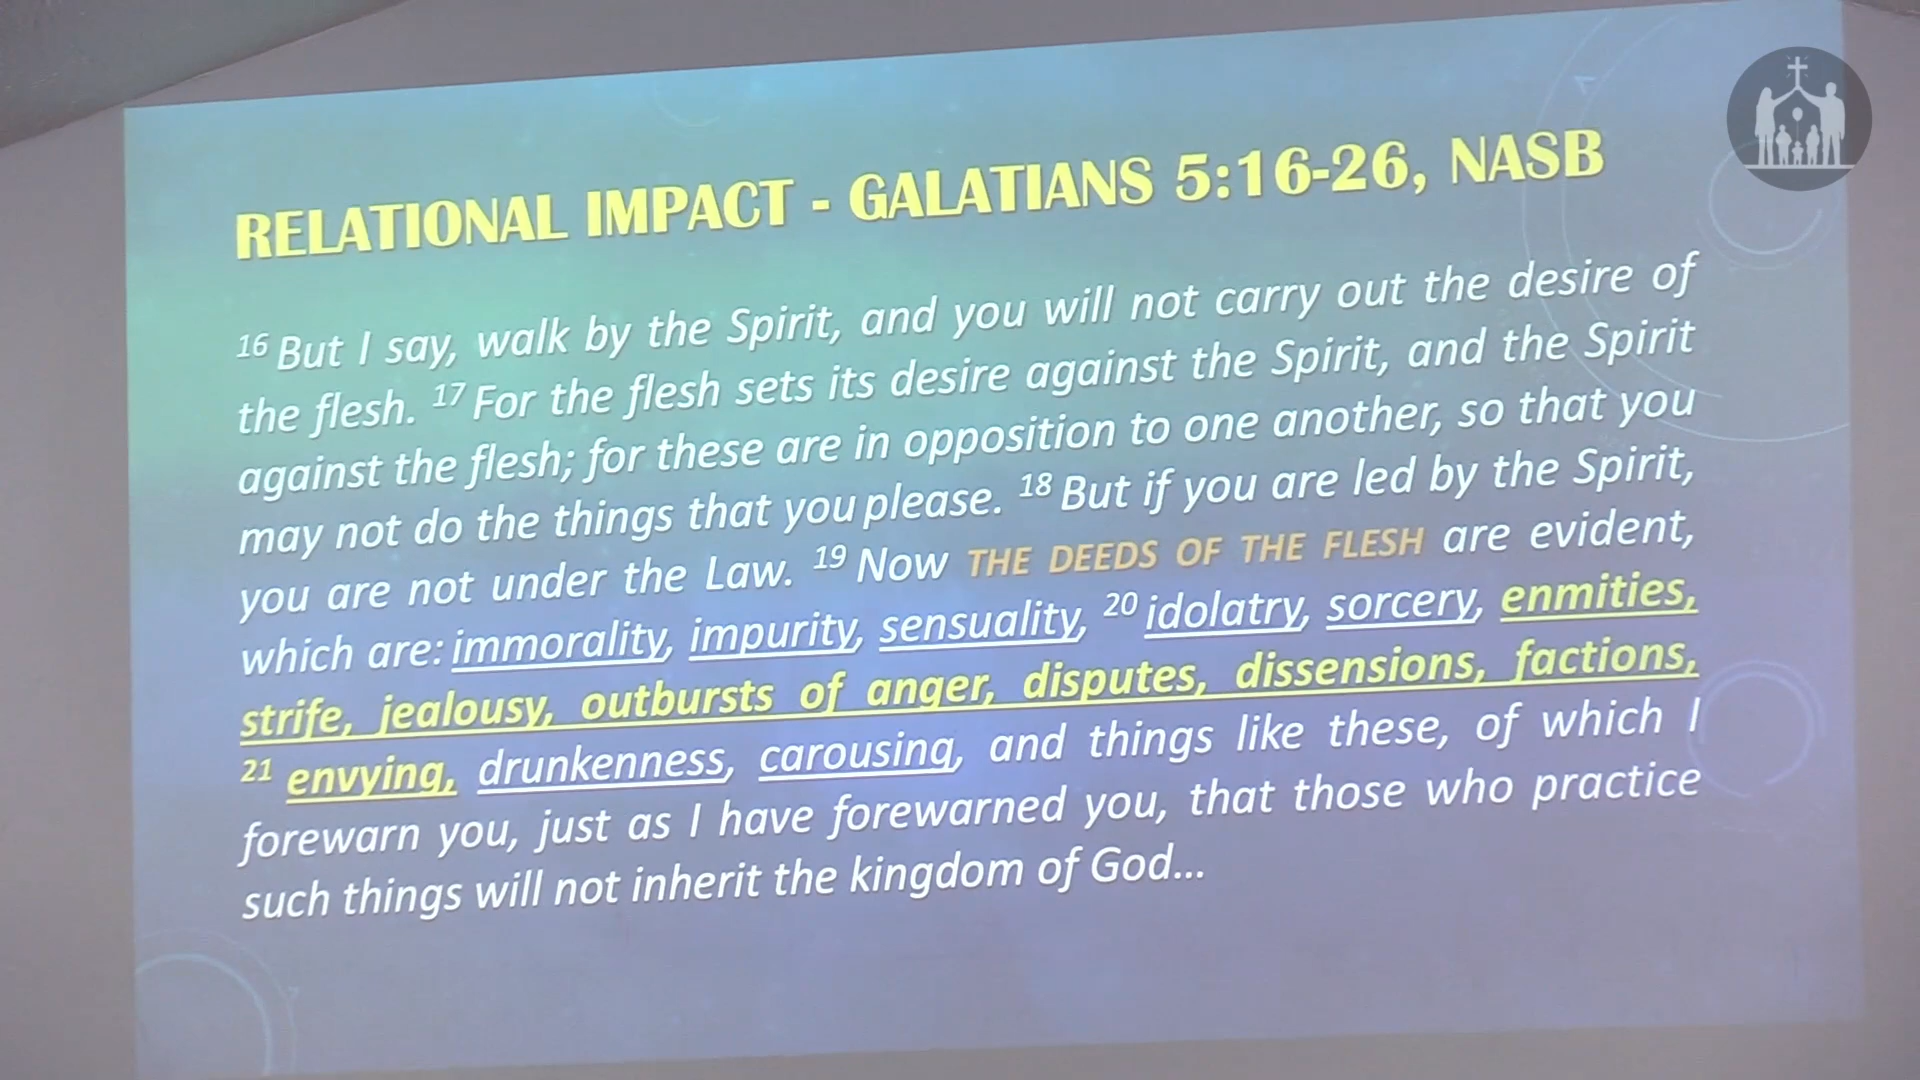 RELATIONAL IMPACT - GALATIANS 5:16-26, NASB
16 But I say, walk by the Spirit, and you will not carry out the desire of
the flesh. 17 For the flesh sets its desire against the Spirit, and the Spirit
against the flesh; for these are in opposition to one another, so that you
may not do the things that you please. 18 But if you are led by the Spirit,
you are not under the Law. 19 Now THE DEEDS OF THE FLESH are evident,
which are: immorality, impurity, sensuality, 20 idolatry, sorcery, enmities,
strife, jealousy, outbursts of anger, disputes, dissensions, factions,
21 envying, drunkenness, carousing, and things like these, of which I
forewarn you, just as I have forewarned you, that those who practice
such things will not inherit the kingdom of God...